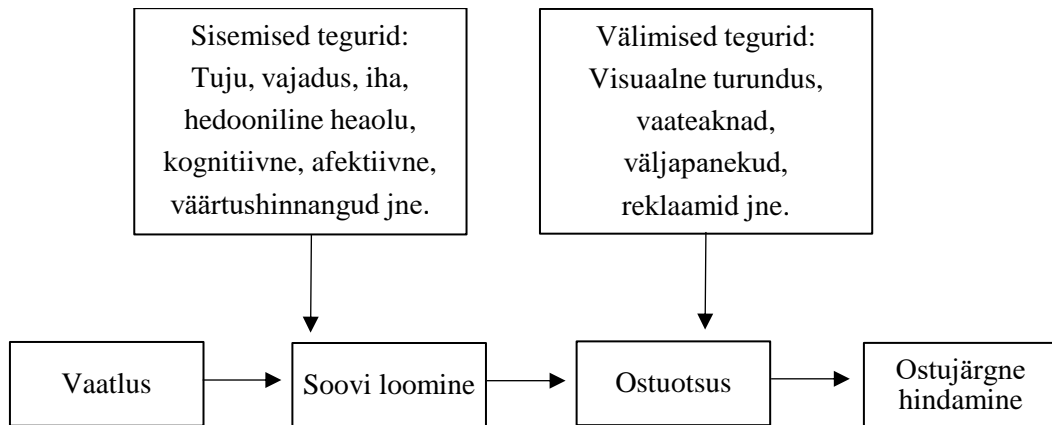 Sisemised tegurid:
Tuju, vajadus, iha,
hedooniline heaolu,
kognitiivne, afektiivne,
väärtushinnangud jne.
Välimised tegurid:
Visuaalne turundus,
vaateaknad,
väljapanekud,
reklaamid jne.
Vaatlus
Soovi loomine
Ostuotsus
Ostujärgne
hindamine